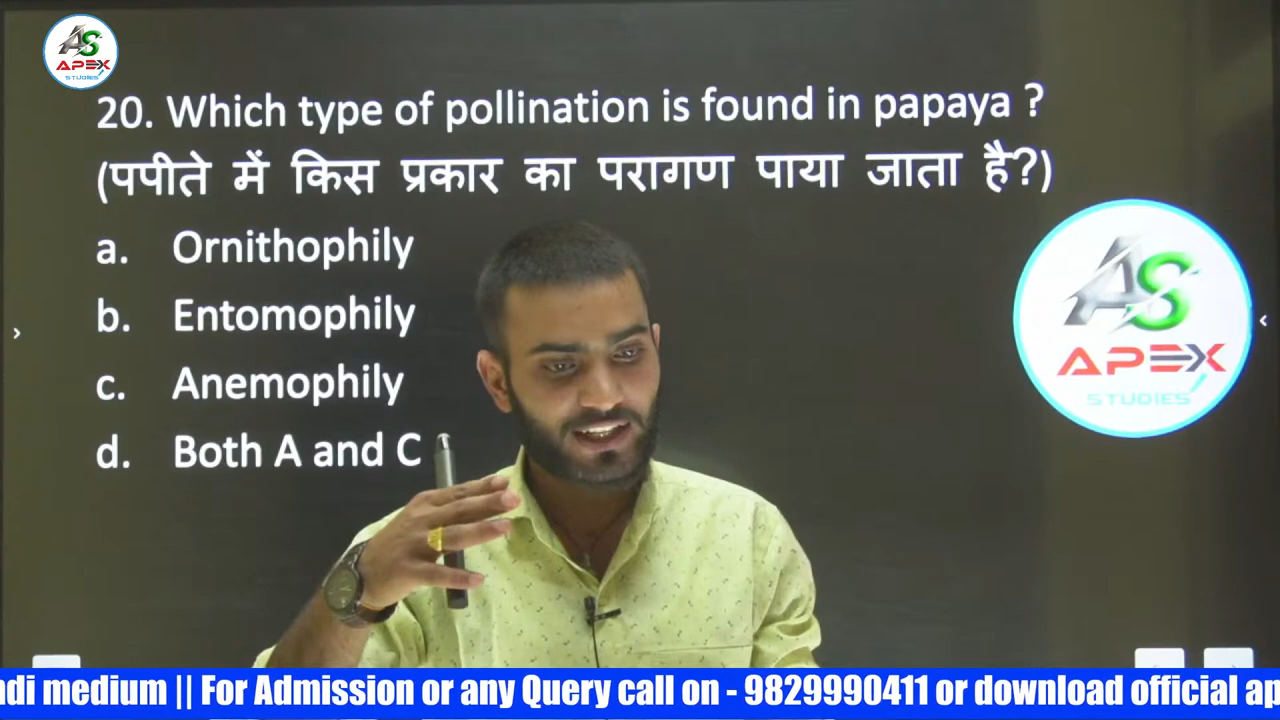 AS
APEX
STUDIES
20. Which type of pollination is found in papaya ?
(पपीते में किस प्रकार का परागण पाया जाता है?)
a. Ornithophily
b. Entomophily
c. Anemophily
d. Both A and C
AS
APEX
STUDIES
ndi medium || For Admission or any Query call on - 9829990411 or download official ap